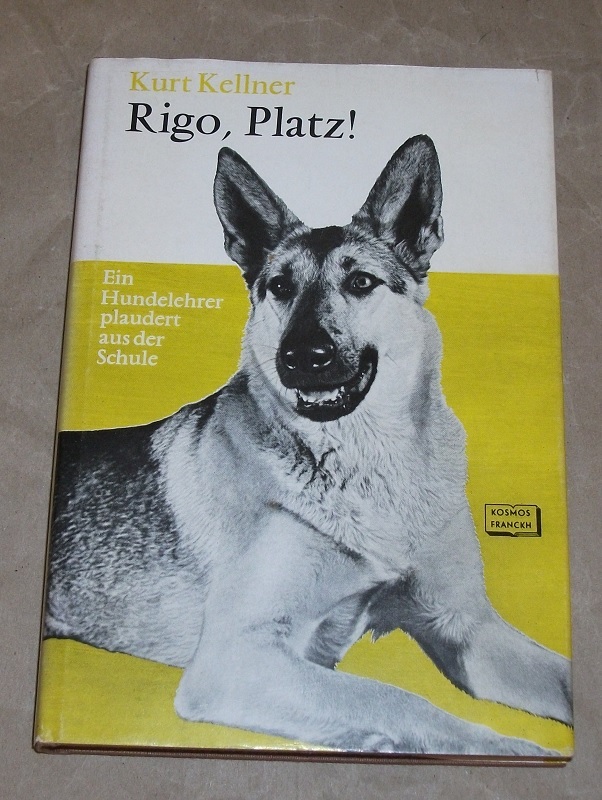 Kurt Kellner
Rigo, Platz!
Ein
Hundelehrer
plaudert
aus der
Schule
KOSMOS
FRANCKH